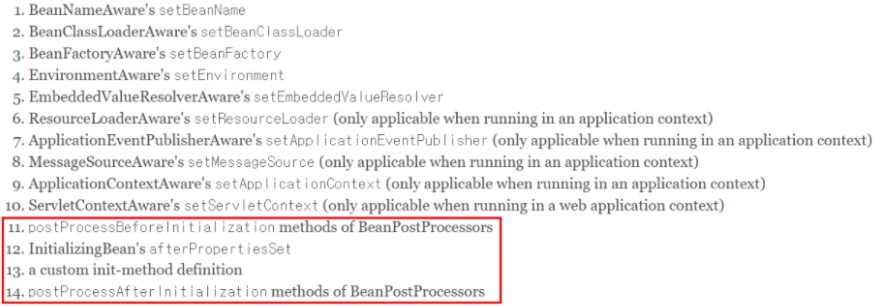 1. BeanNameAware's setBeanName
2. BeanClassLoaderAware's setBeanClassLoader
3. BeanFactoryAware's setBeanFactory
4. EnvironmentAware's setEnvironment
5. EmbeddedValueResolverAware's setEmbeddedValueResolver
6. ResourceLoaderAware's setResourceLoader (only applicable when running in an application context)
7. ApplicationEventPublisherAware's setApplicationEventPublisher (only applicable when running in an application context)
8. MessageSourceAware's setMessageSource (only applicable when running in an application context)
9. ApplicationContextAware's setApplicationContext (only applicable when running in an application context)
10. ServletContextAware's setServletContext (only applicable when running in a web application context)
11. postProcessBeforeInitialization methods of BeanPostProcessors
12. InitializingBean's afterPropertiesSet
13. a custom init-method definition
14. postProcessAfterInitialization methods of BeanPostProcessors